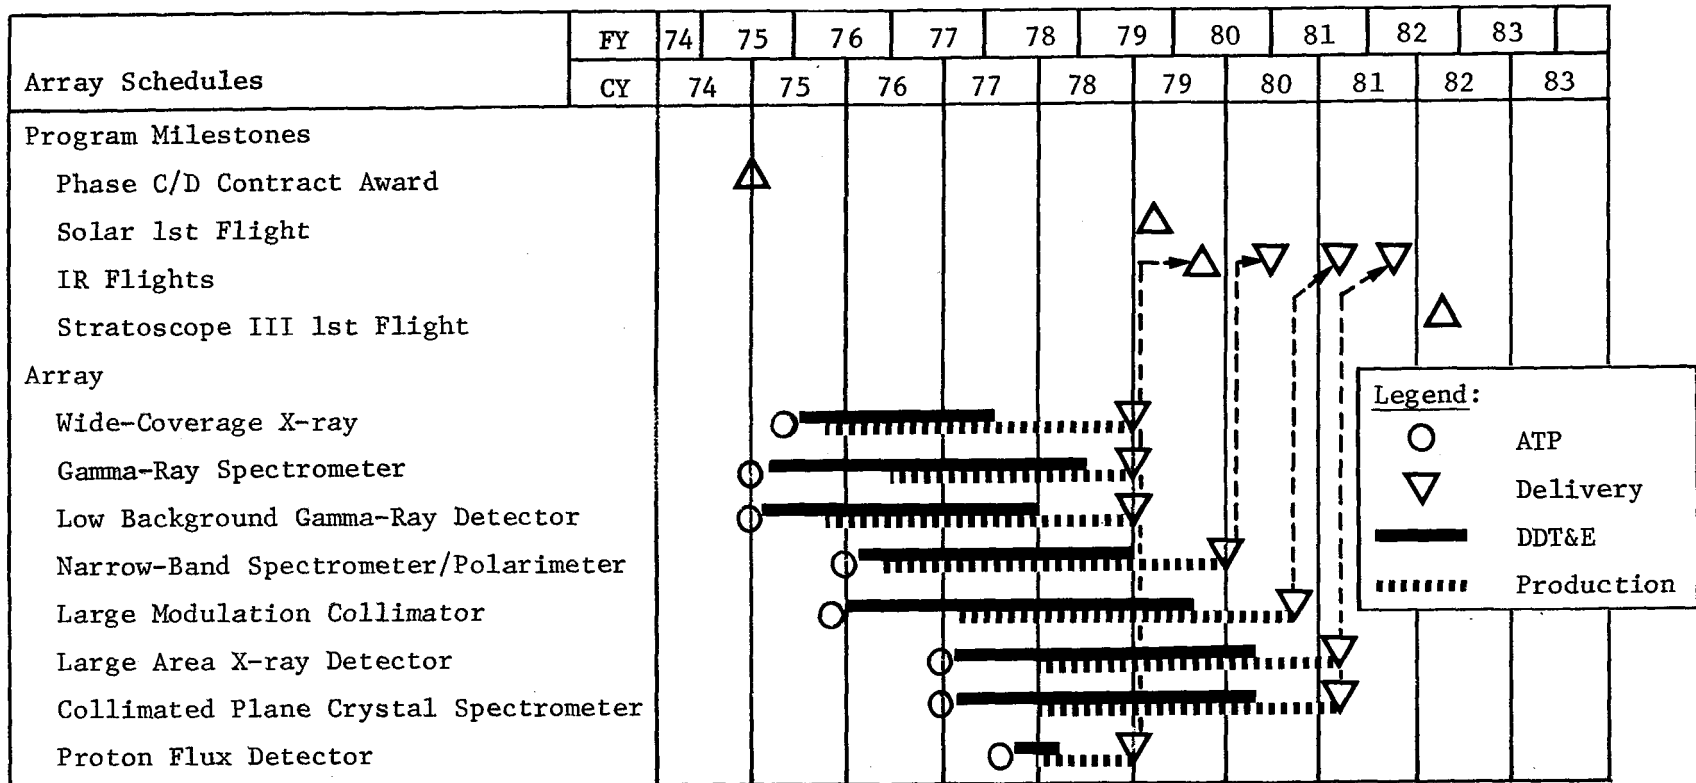 FY 74 75 76 77 78 79 80 81 82 83
Array Schedules CY 74 75 76 77 78 79 80 81 82 83
Program Milestones
Phase C/D Contract Award
Solar 1st Flight
IR Flights
Stratoscope III 1st Flight
Array
Wide-Coverage X-ray
Gamma-Ray Spectrometer
Low Background Gamma-Ray Detector
Narrow-Band Spectrometer/Polarimeter
Large Modulation Collimator
Large Area X-ray Detector
Collimated Plane Crystal Spectrometer
Proton Flux Detector
Legend:
ATP
Delivery
DDT&E
Production